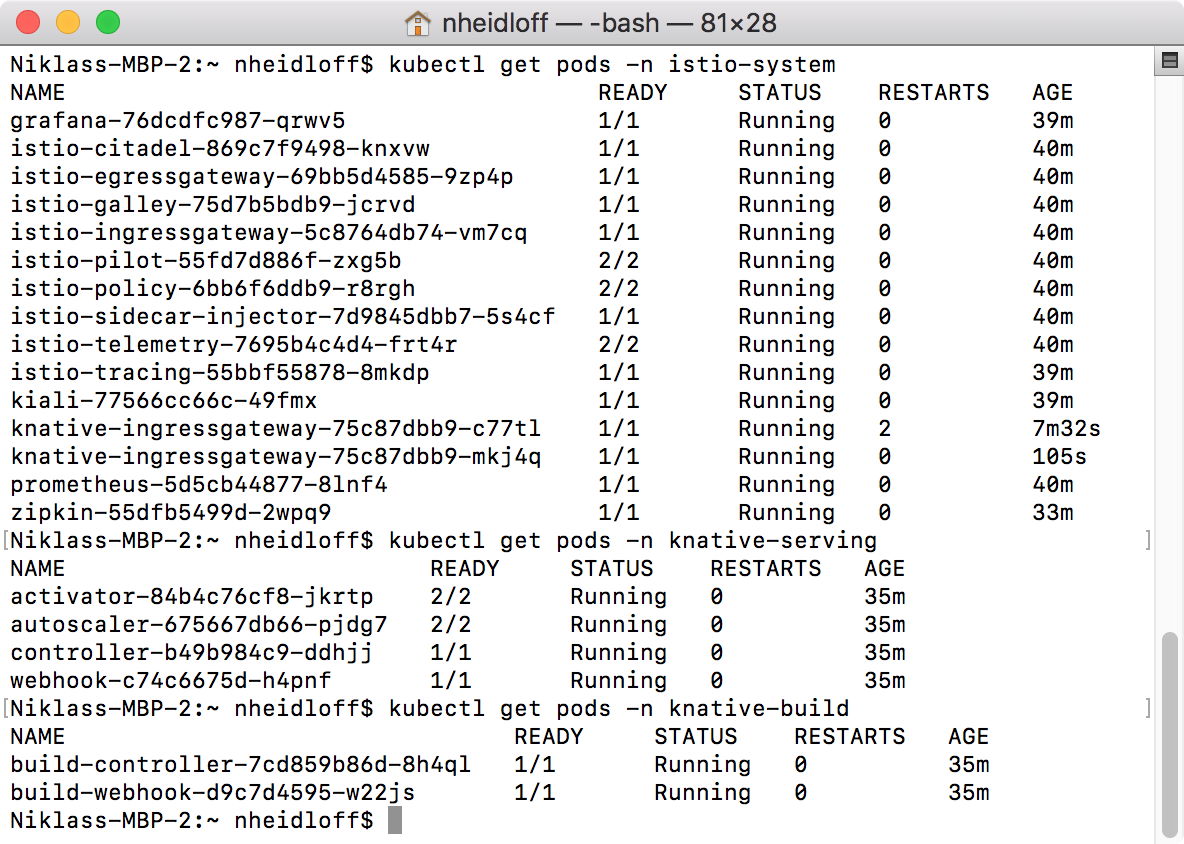 nheidloff — -bash — 81×28
Niklass-MBP-2:~ nheidloff$ kubectl get pods -n istio-system
NAME READY STATUS RESTARTS AGE
grafana-76dcdfc987-qrwv5 1/1 Running 0 39m
istio-citadel-869c7f9498-knxvw 1/1 Running 0 40m
istio-egressgateway-69bb5d4585-9zp4p 1/1 Running 0 40m
istio-galley-75d7b5bdb9-jcrvd 1/1 Running 0 40m
istio-ingressgateway-5c8764db74-vm7cq 1/1 Running 0 40m
istio-pilot-55fd7d886f-zxg5b 2/2 Running 0 40m
istio-policy-6bb6f6ddb9-r8rgh 2/2 Running 0 40m
istio-sidecar-injector-7d9845dbb7-5s4cf 1/1 Running 0 40m
istio-telemetry-7695b4c4d4-frt4r 2/2 Running 0 40m
istio-tracing-55bbf55878-8mkdp 1/1 Running 0 39m
kiali-77566cc66c-49fmx 1/1 Running 0 39m
knative-ingressgateway-75c87dbb9-c77tl 1/1 Running 2 7m32s
knative-ingressgateway-75c87dbb9-mkj4q 1/1 Running 0 105s
prometheus-5d5cb44877-8lnf4 1/1 Running 0 40m
zipkin-55dfb5499d-2wpq9 1/1 Running 0 33m
[Niklass-MBP-2:~ nheidloff$ kubectl get pods -n knative-serving ]
NAME READY STATUS RESTARTS AGE
activator-84b4c76cf8-jkrtp 2/2 Running 0 35m
autoscaler-675667db66-pjdg7 2/2 Running 0 35m
controller-b49b984c9-ddhjj 1/1 Running 0 35m
webhook-c74c6675d-h4pnf 1/1 Running 0 35m
[Niklass-MBP-2:~ nheidloff$ kubectl get pods -n knative-build ]
NAME READY STATUS RESTARTS AGE
build-controller-7cd859b86d-8h4ql 1/1 Running 0 35m
build-webhook-d9c7d4595-w22js 1/1 Running 0 35m
Niklass-MBP-2:~ nheidloff$